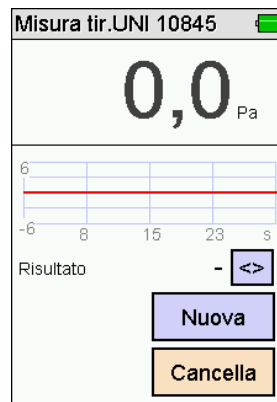 Misura tir.UNI 10845
0,0 Pa
6
-6 8 15 23 s
Risultato - <>
Nuova
Cancella